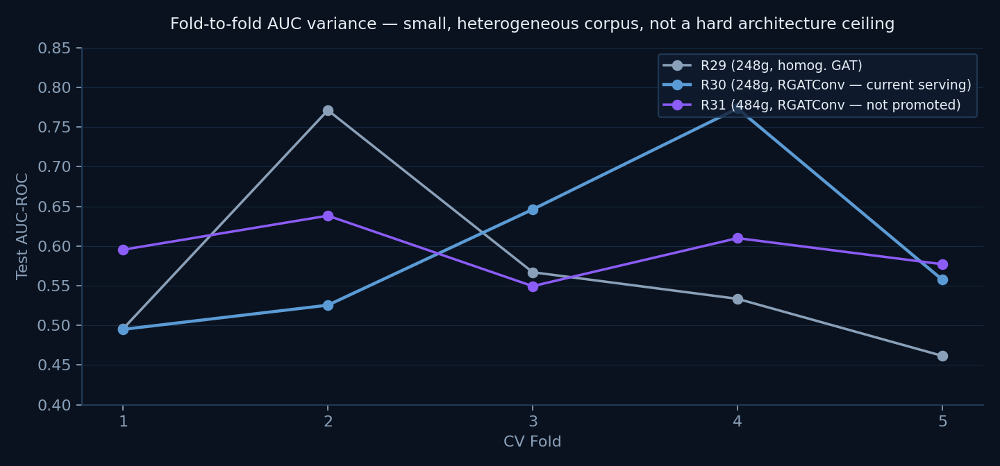 Fold-to-fold AUC variance — small, heterogeneous corpus, not a hard architecture ceiling
R29 (248g, homog. GAT)
R30 (248g, RGATConv — current serving)
R31 (484g, RGATConv — not promoted)
Test AUC-ROC
0.85
0.80
0.75
0.70
0.65
0.60
0.55
0.50
0.45
0.40
1 2 3 4 5
CV Fold